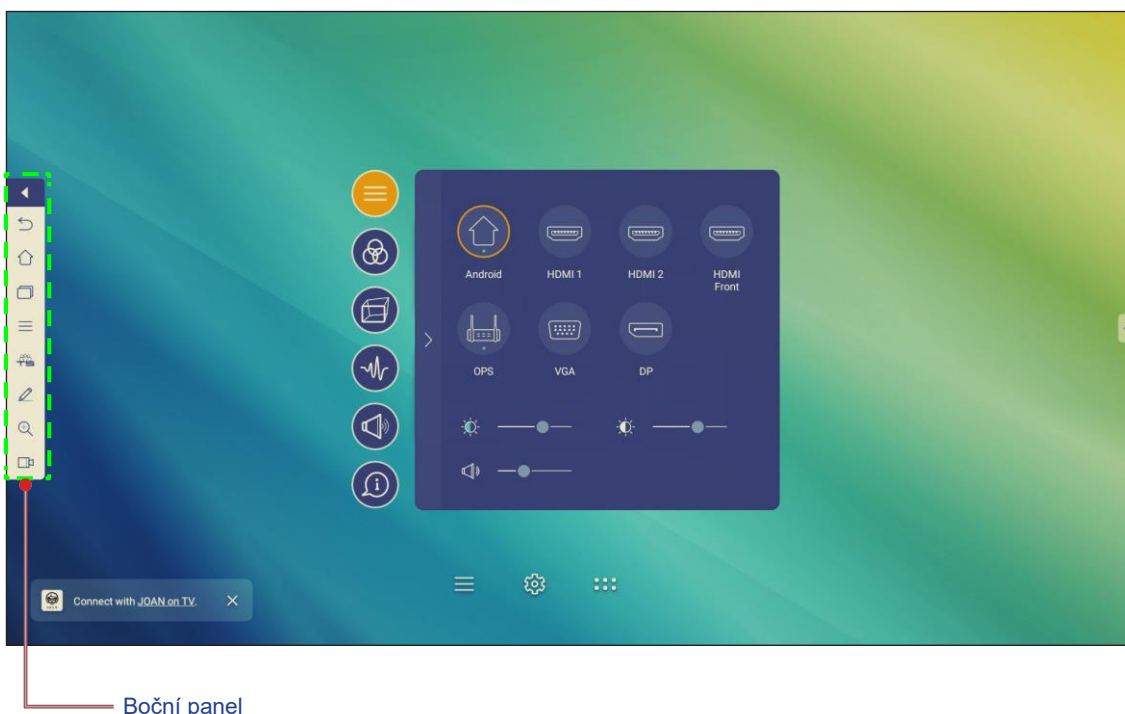 Android
HDMI 1
HDMI 2
HDMI
Front
OPS
VGA
DP
Connect with JOAN on TV.
Boční panel